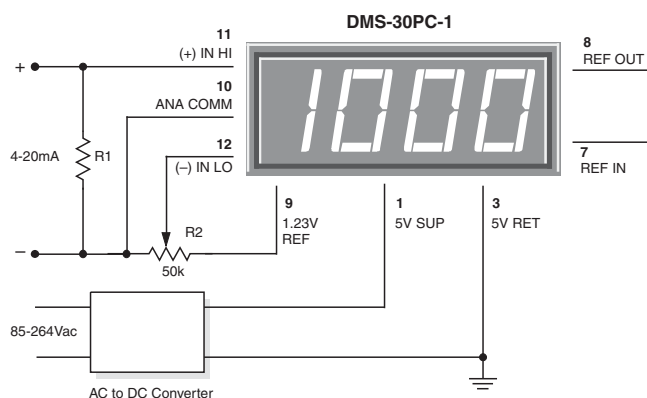 DMS-30PC-1
11
(+) IN HI
8
REF OUT
+
10
ANA COMM
1000
4-20mA
R1
12
(–) IN LO
7
REF IN
9
1.23V
REF
1
5V SUP
3
5V RET
R2
–
50k
85-264Vac
AC to DC Converter